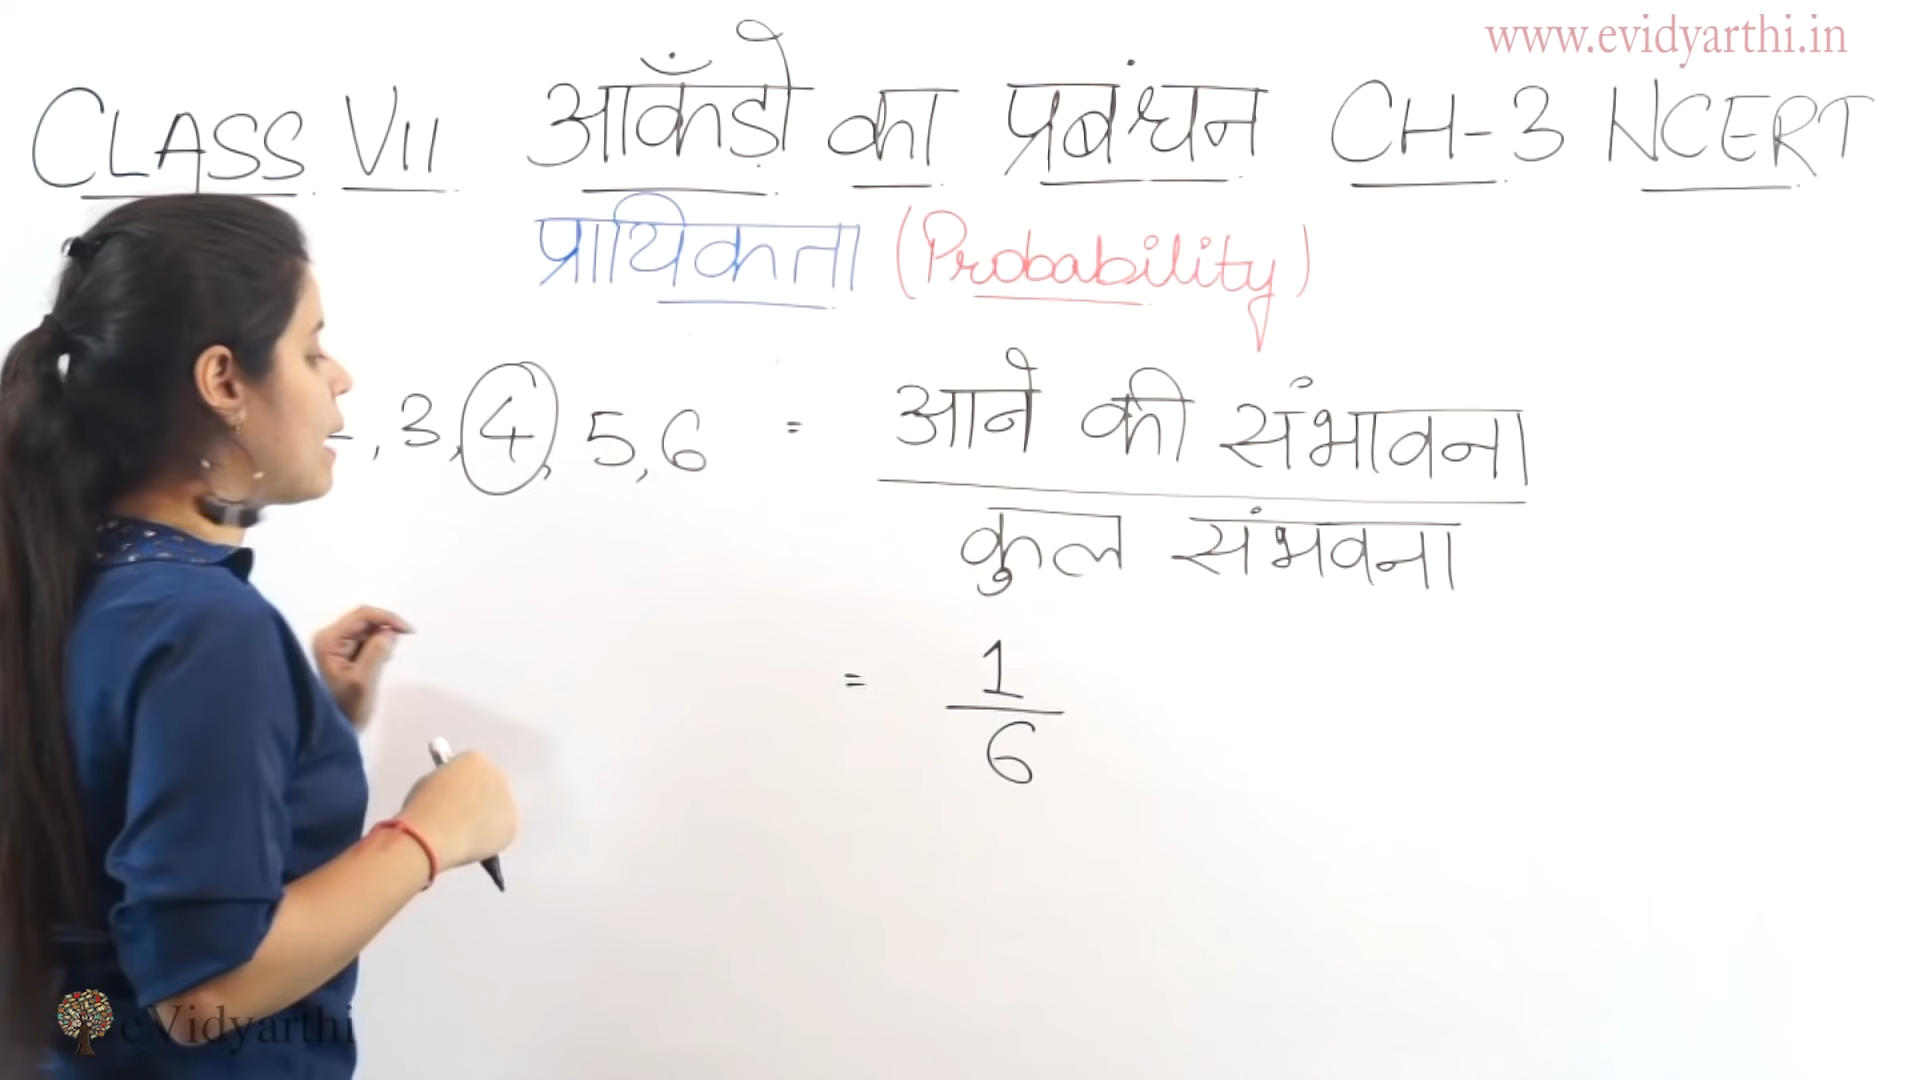 www.evidyarthi.in
CLASS VII आकँड़ो का प्रबंधन CH-3 NCERT
प्रायिकता (Probability)
,3,4, 5,6 = आने की संभावना
कुल संभवना
= 1
6
eVidyarthi